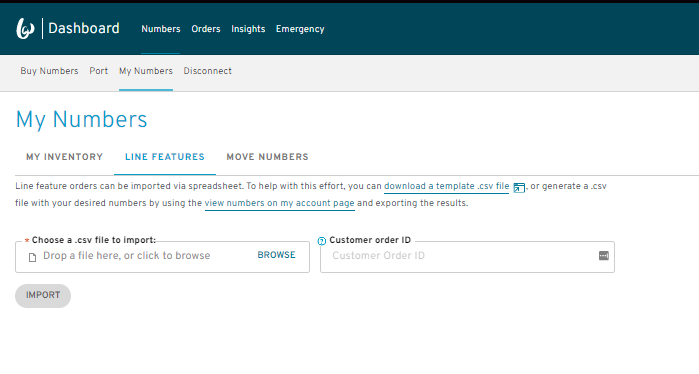 Dashboard Numbers Orders Insights Emergency
Buy Numbers Port My Numbers Disconnect
My Numbers
MY INVENTORY LINE FEATURES MOVE NUMBERS
Line feature orders can be imported via spreadsheet. To help with this effort, you can download a template .csv file , or generate a .csv
file with your desired numbers by using the view numbers on my account page and exporting the results.
* Choose a .csv file to import: ? Customer order ID
Drop a file here, or click to browse BROWSE Customer Order ID
IMPORT